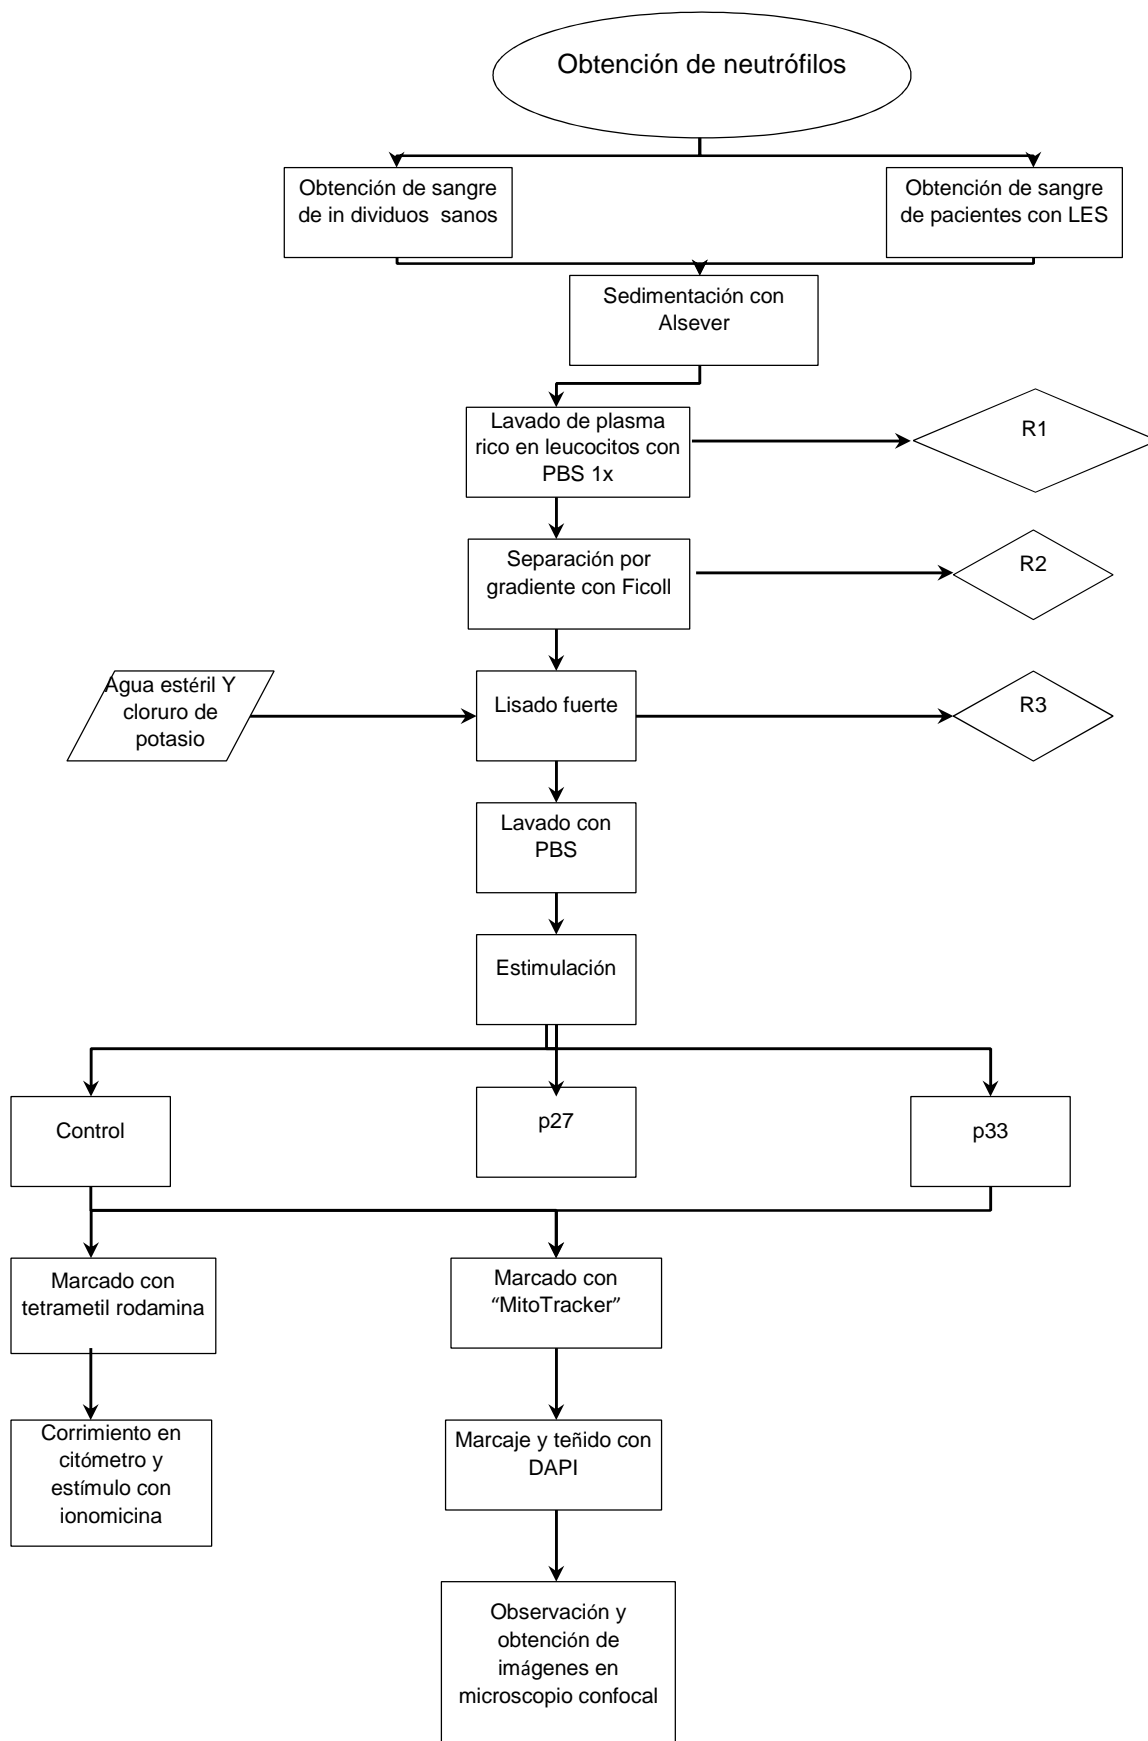 Obtención de neutrófilos
Obtención de sangre
de in dividuos  sanos
Obtención de sangre
de pacientes con LES
Sedimentación con
Alsever
Lavado de plasma
rico en leucocitos con
PBS 1x
R1
Separación por
gradiente con Ficoll
R2
Agua estéril Y
cloruro de
potasio
Lisado fuerte
R3
Lavado con
PBS
Estimulación
Control
p27
p33
Marcado con
tetrametil rodamina
Marcado con
“MitoTracker”
Corrimiento en
citómetro y
estímulo con
ionomicina
Marcaje y teñido con
DAPI
Observación y
obtención de
imágenes en
microscopio confocal